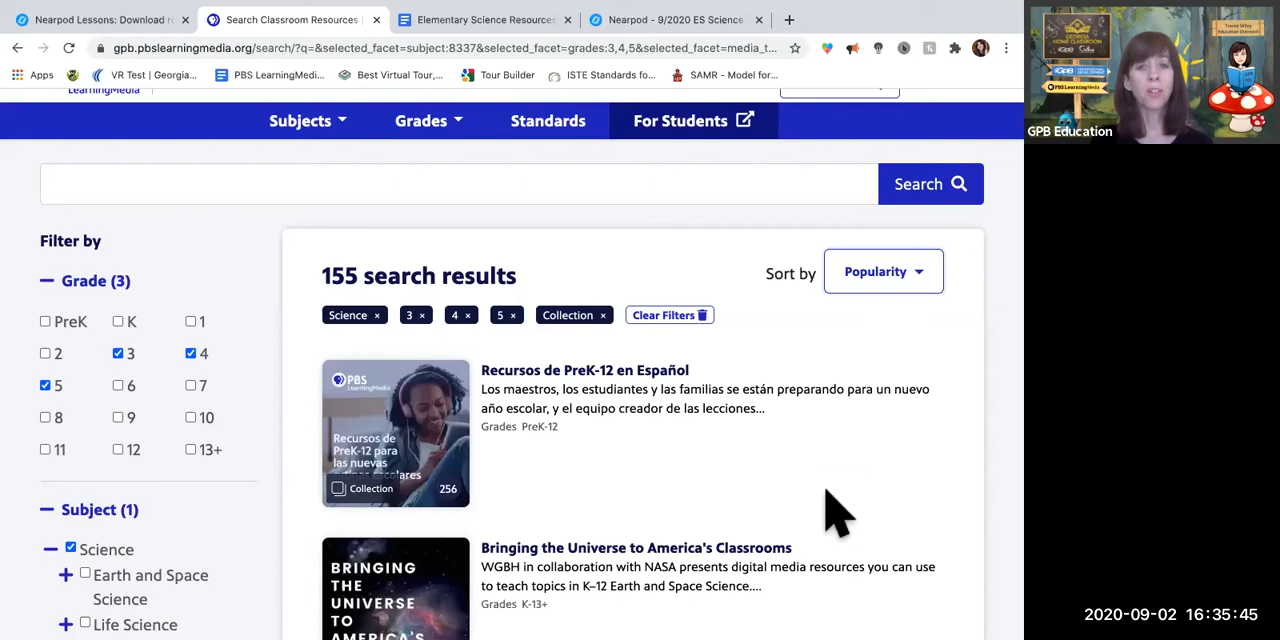 Nearpod Lessons: Download r
Search Classroom Resources |
Elementary Science Resources
Nearpod - 9/2020 ES Science
gpb.pbslearningmedia.org/search/?q=&selected_facet=subject:8337&selected_facet=grades:3,4,5&selected_facet=media_t...
Apps
VR Test | Georgia...
PBS LearningMedi...
Best Virtual Tour,...
Tour Builder
ISTE Standards fo...
SAMR - Model for...
LearningMedia
Subjects
Grades
Standards
For Students
Search
Filter by
Grade (3)
PreK K 1
2 3 4
5 6 7
8 9 10
11 12 13+
Subject (1)
Science
Earth and Space
Science
Life Science
155 search results
Sort by
Popularity
Science × 3 × 4 × 5 × Collection × Clear Filters
PBS
LearningMedia
Recursos de
PreK-12 para
las nuevas
Collection 256
Recursos de PreK-12 en Español
Los maestros, los estudiantes y las familias se están preparando para un nuevo
año escolar, y el equipo creador de las lecciones...
Grades PreK-12
BRINGING
THE
UNIVERSE
TO
AMERICA'S
Bringing the Universe to America's Classrooms
WGBH in collaboration with NASA presents digital media resources you can use
to teach topics in K–12 Earth and Space Science....
Grades K-13+
GPB Education
2020-09-02 16:35:45